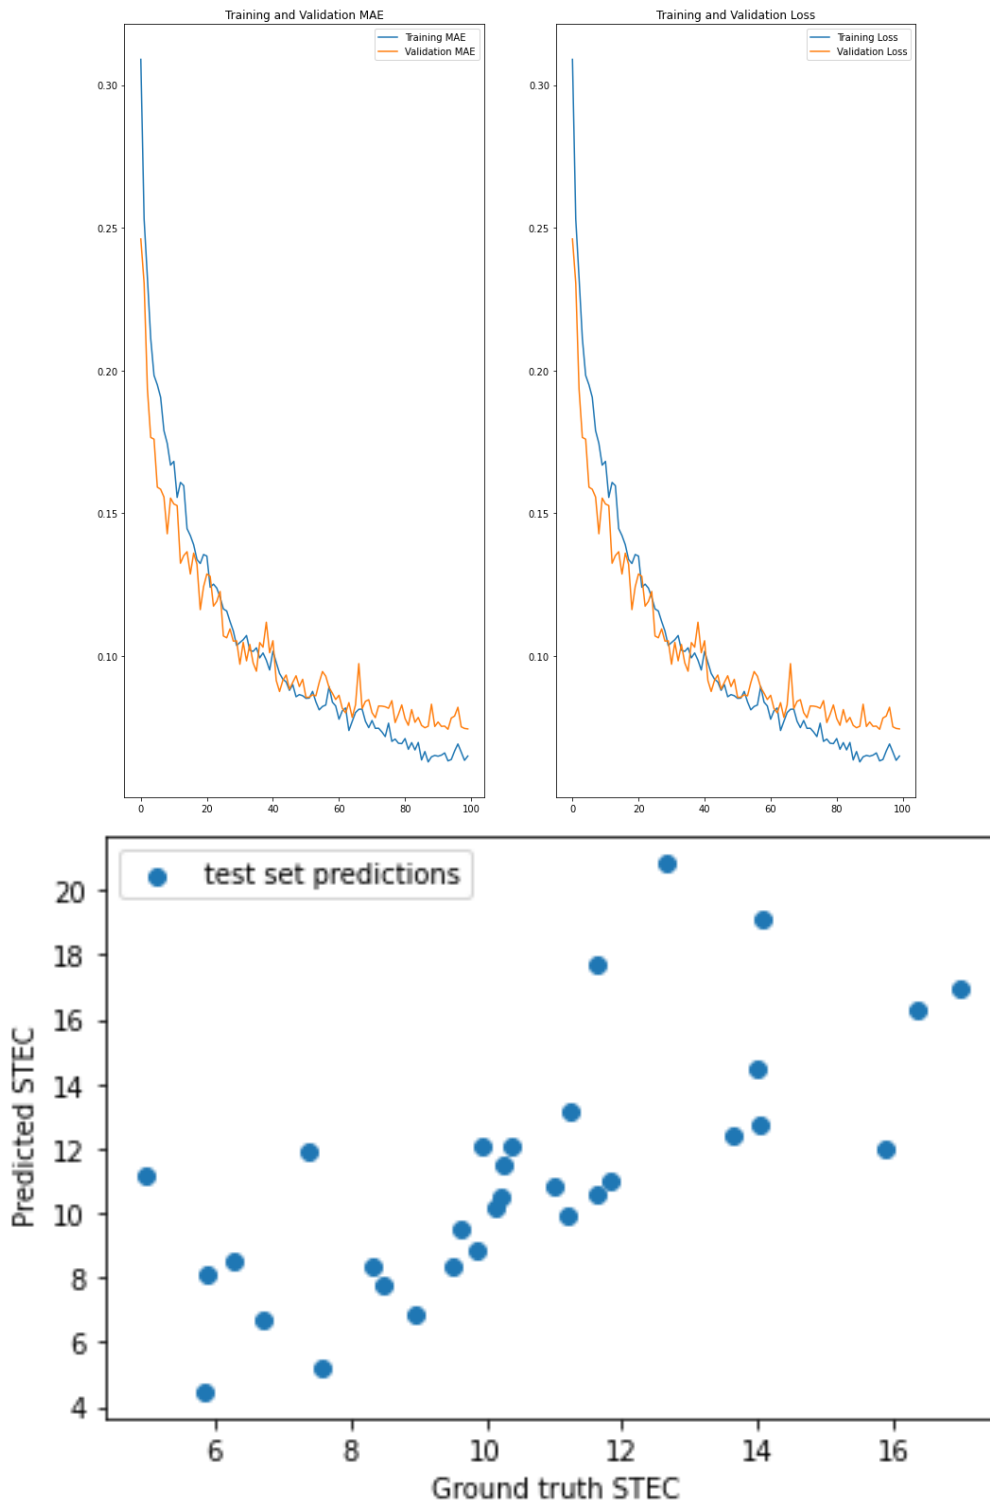 Training and Validation MAE
Training MAE
Validation MAE
0.30
0.25
0.20
0.15
0.10
0 20 40 60 80 100
Training and Validation Loss
Training Loss
Validation Loss
0.30
0.25
0.20
0.15
0.10
0 20 40 60 80 100
test set predictions
20
18
16
14
12
10
8
6
4
Predicted STEC
6 8 10 12 14 16
Ground truth STEC